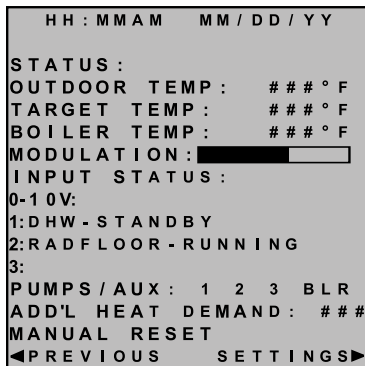 HH:MMAM MM/DD/YY
STATUS:
OUTDOOR TEMP: ###°F
TARGET TEMP: ###°F
BOILER TEMP: ###°F
MODULATION:
INPUT STATUS:
0-10V:
1:DHW-STANDBY
2:RADFLOOR-RUNNING
3:
PUMPS/AUX: 1 2 3 BLR
ADD'L HEAT DEMAND: ###
MANUAL RESET
◄PREVIOUS SETTINGS►